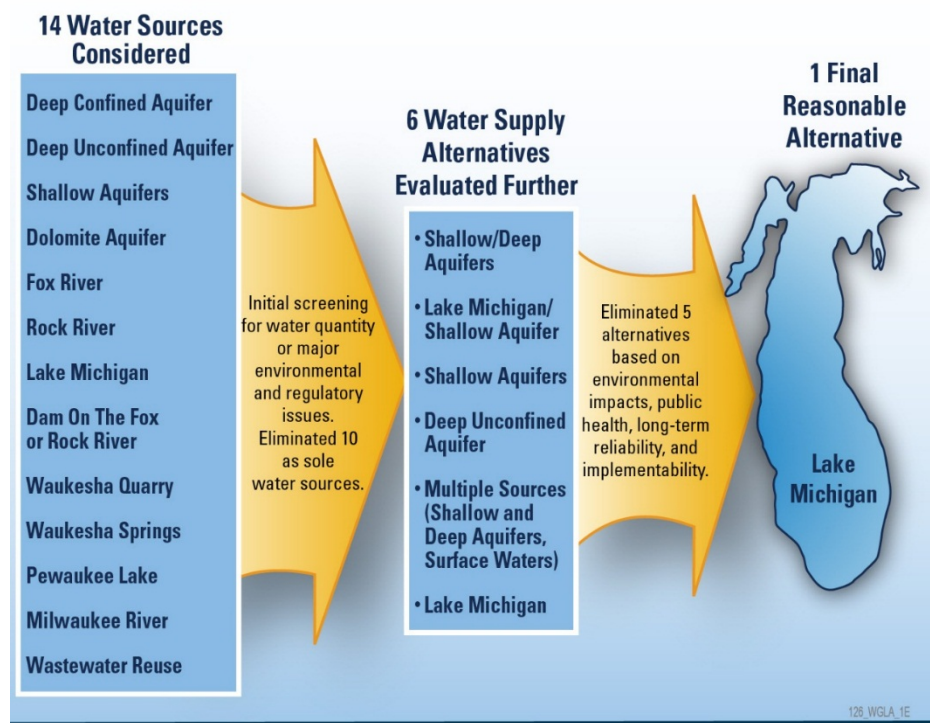 14 Water Sources
Considered
Deep Confined Aquifer
Deep Unconfined Aquifer
Shallow Aquifers
Dolomite Aquifer
Fox River
Rock River
Lake Michigan
Dam On The Fox
or Rock River
Waukesha Quarry
Waukesha Springs
Pewaukee Lake
Milwaukee River
Wastewater Reuse
Initial screening
for water quantity
or major
environmental
and regulatory
issues.
Eliminated 10
as sole
water sources.
6 Water Supply
Alternatives
Evaluated Further
• Shallow/Deep
Aquifers
• Lake Michigan/
Shallow Aquifer
• Shallow Aquifers
• Deep Unconfined
Aquifer
• Multiple Sources
(Shallow and
Deep Aquifers,
Surface Waters)
• Lake Michigan
Eliminated 5
alternatives
based on
environmental
impacts, public
health, long-term
reliability, and
implementability.
1 Final
Reasonable
Alternative
Lake
Michigan
126_WGLA_1E